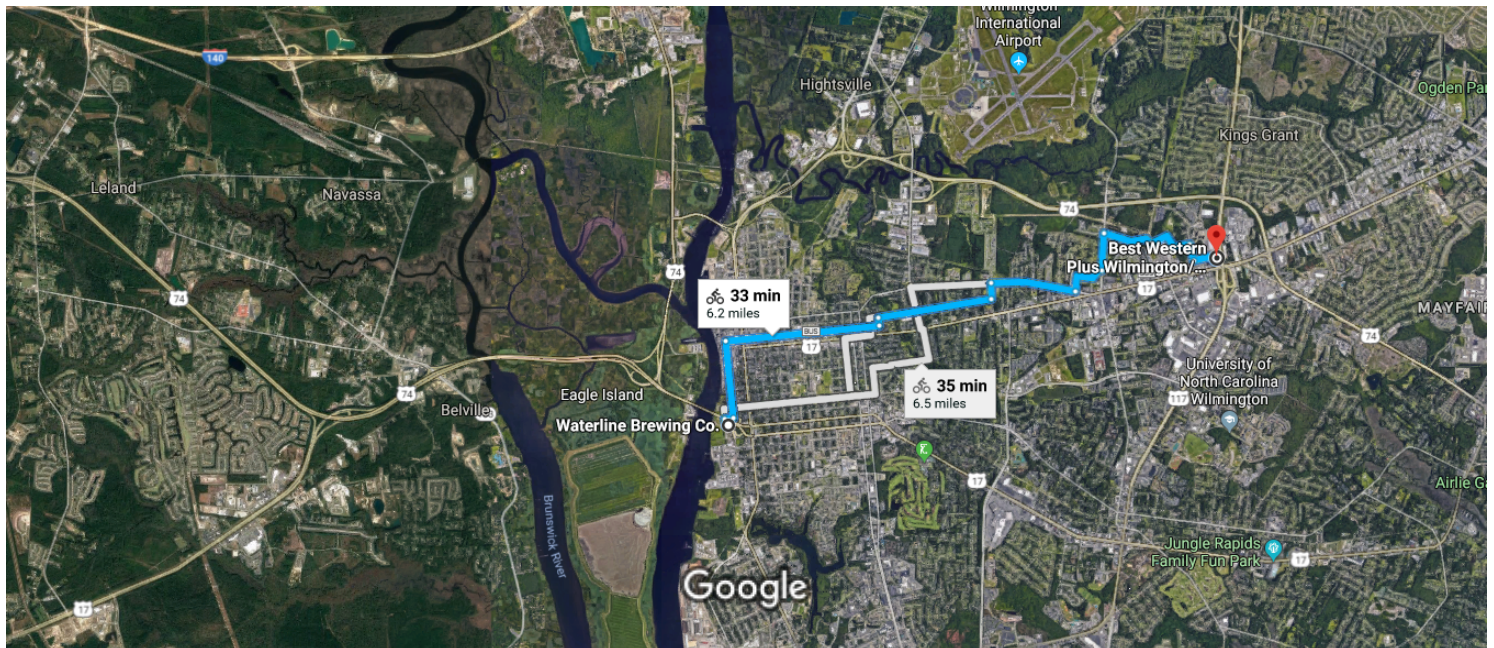 Wilmington
International
Airport
140
Hightsville
Ogden Par
Kings Grant
Leland
Navassa
74
74
Best Western
Plus Wilmington/...
74
33 min
6.2 miles
17
74
BUS
17
MAYFAIR
74
University of
North Carolina
Wilmington
35 min
6.5 miles
117
74
Eagle Island
Belville
Waterline Brewing Co.
17
Airlie Ga
Brunswick River
Jungle Rapids
Family Fun Park
17
Google
17